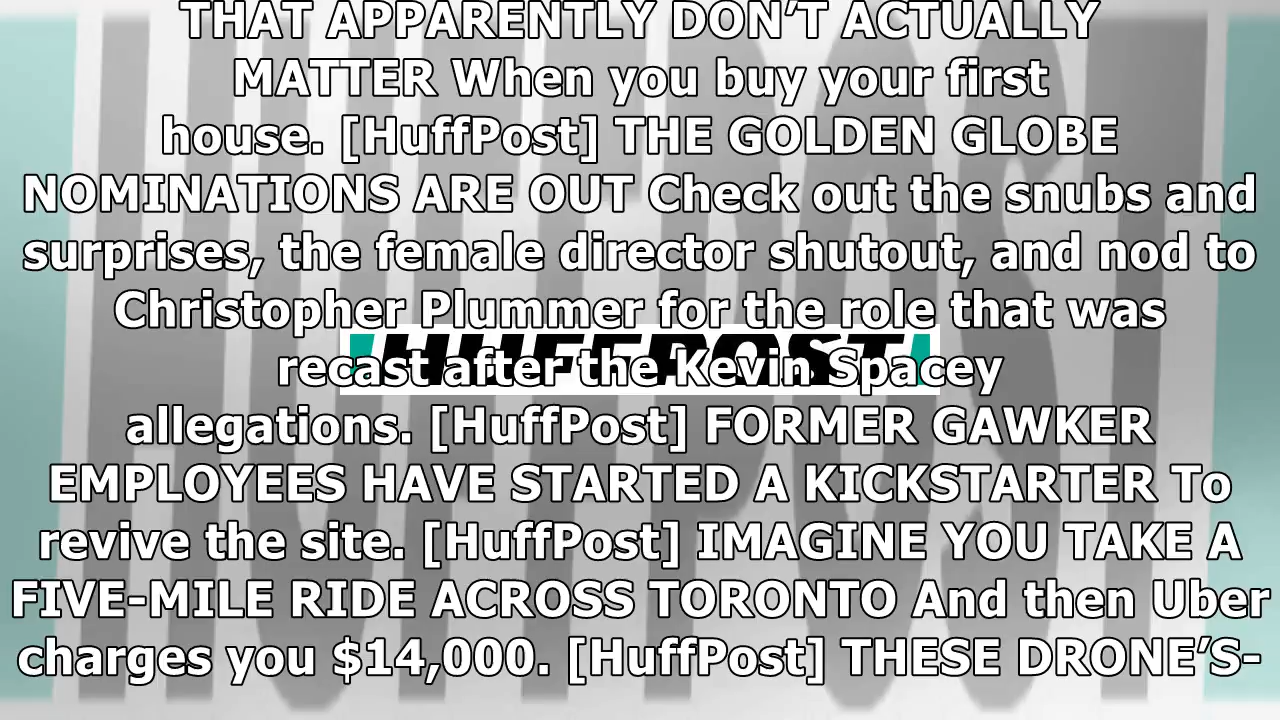 THAT APPARENTLY DON’T ACTUALLY
MATTER When you buy your first
house. [HuffPost] THE GOLDEN GLOBE
NOMINATIONS ARE OUT Check out the snubs and
surprises, the female director shutout, and nod to
Christopher Plummer for the role that was
recast after the Kevin Spacey
HUFFPOST
allegations. [HuffPost] FORMER GAWKER
EMPLOYEES HAVE STARTED A KICKSTARTER To
revive the site. [HuffPost] IMAGINE YOU TAKE A
FIVE-MILE RIDE ACROSS TORONTO And then Uber
charges you $14,000. [HuffPost] THESE DRONE’S-